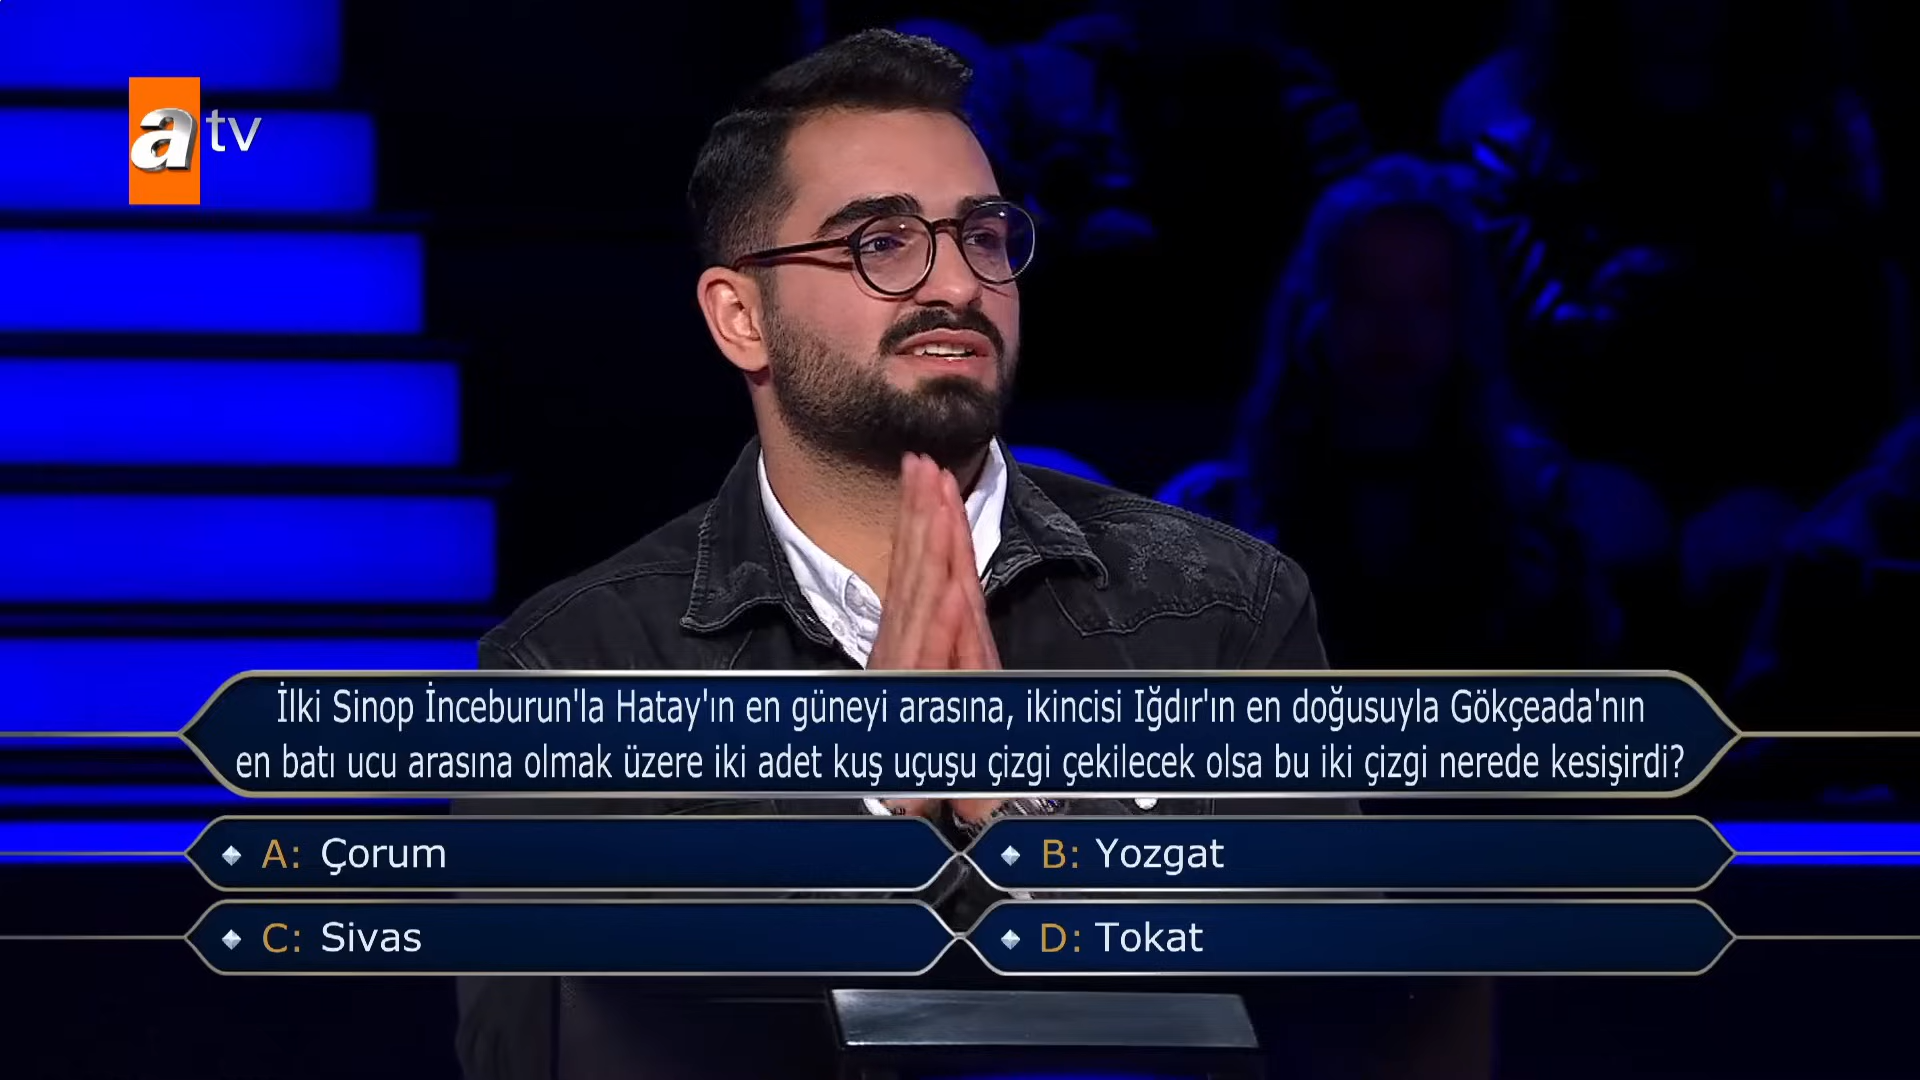 atv
İlki Sinop İnceburun'la Hatay'ın en güneyi arasına, ikincisi Iğdır'ın en doğusuyla Gökçeada'nın
en batı ucu arasına olmak üzere iki adet kuş uçuşu çizgi çekilecek olsa bu iki çizgi nerede kesişirdi?
A: Çorum
B: Yozgat
C: Sivas
D: Tokat